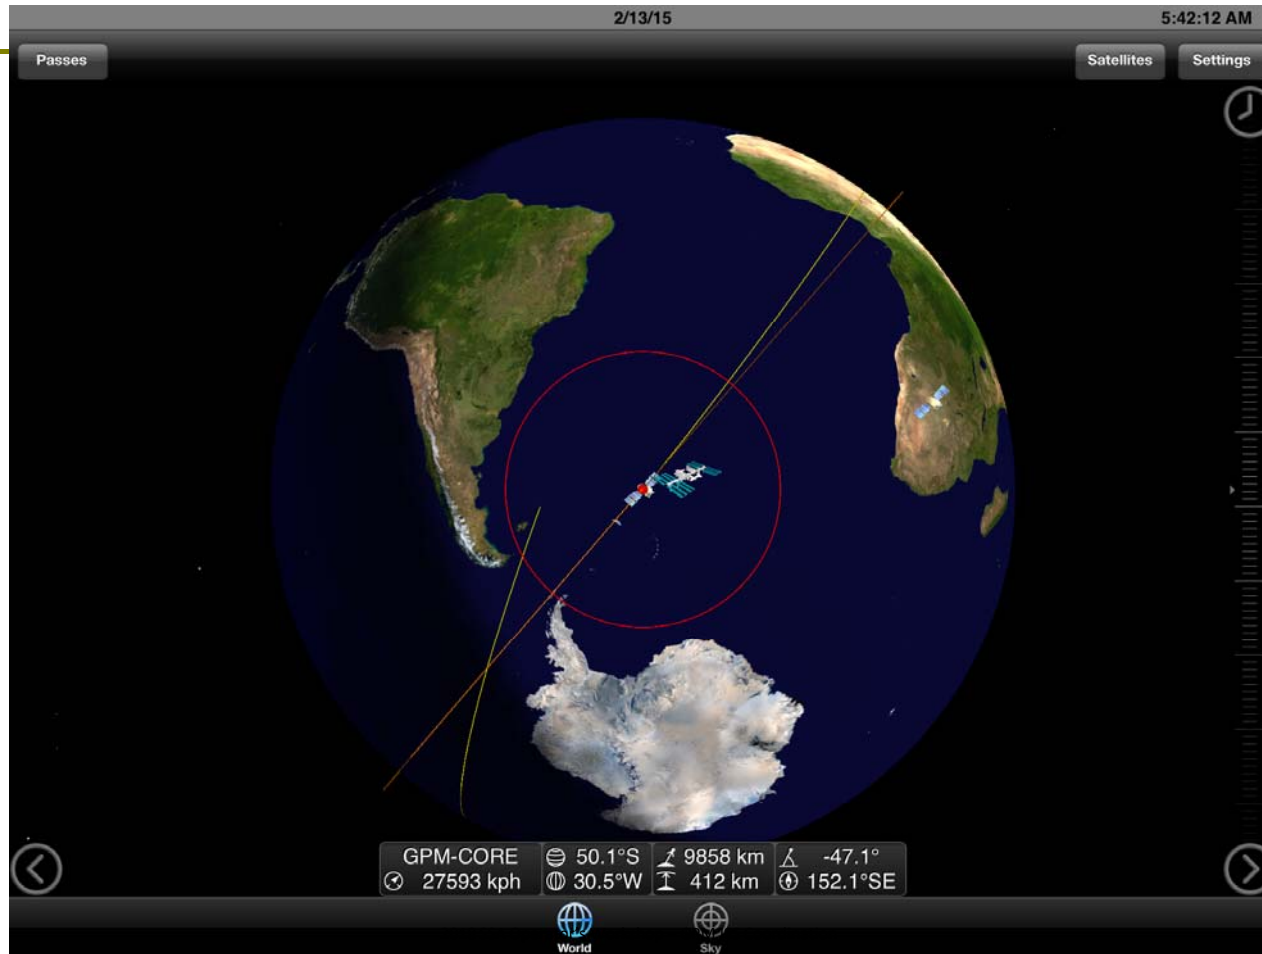 2/13/15 5:42:12 AM
Passes Satellites Settings
GPM-CORE 50.1°S 9858 km -47.1°
27593 kph 30.5°W 412 km 152.1°SE
World Sky